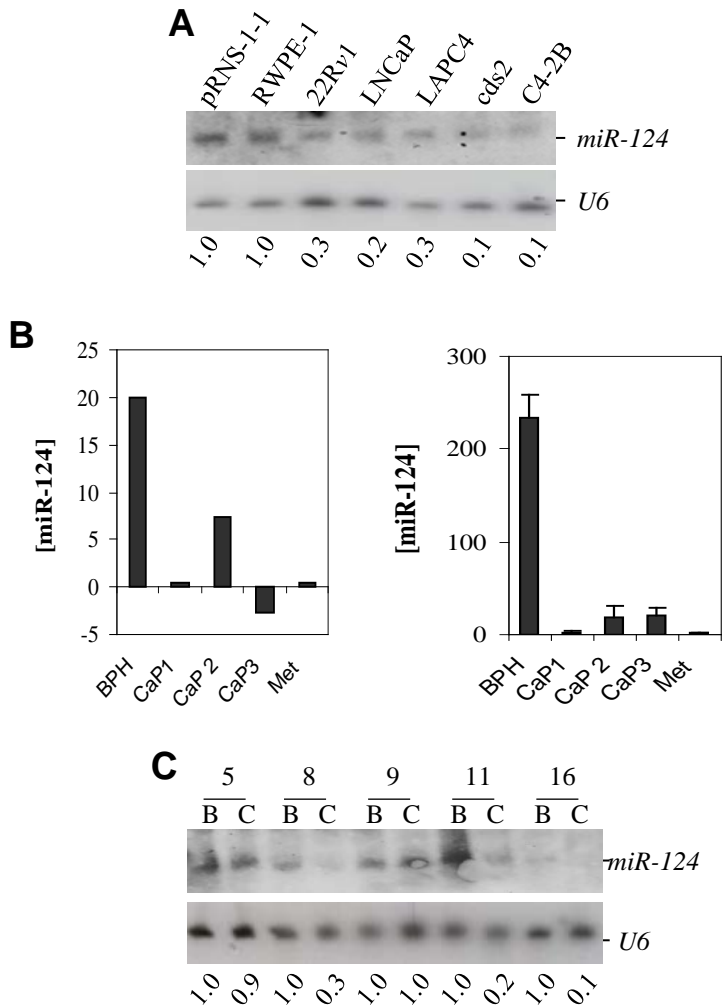 A
pRNS-1-1 RWPE-1 22Rv1 LNCaP LAPC4 cds2 C4-2B
miR-124
U6
1.0 1.0 0.3 0.2 0.3 0.1 0.1
B
[miR-124]
25
20
15
10
5
0
-5
BPH CaP1 CaP 2 CaP3 Met
[miR-124]
300
200
100
0
BPH CaP1 CaP 2 CaP3 Met
C
5 8 9 11 16
B C B C B C B C B C
miR-124
U6
1.0 0.9 1.0 0.3 1.0 1.0 1.0 0.2 1.0 0.1